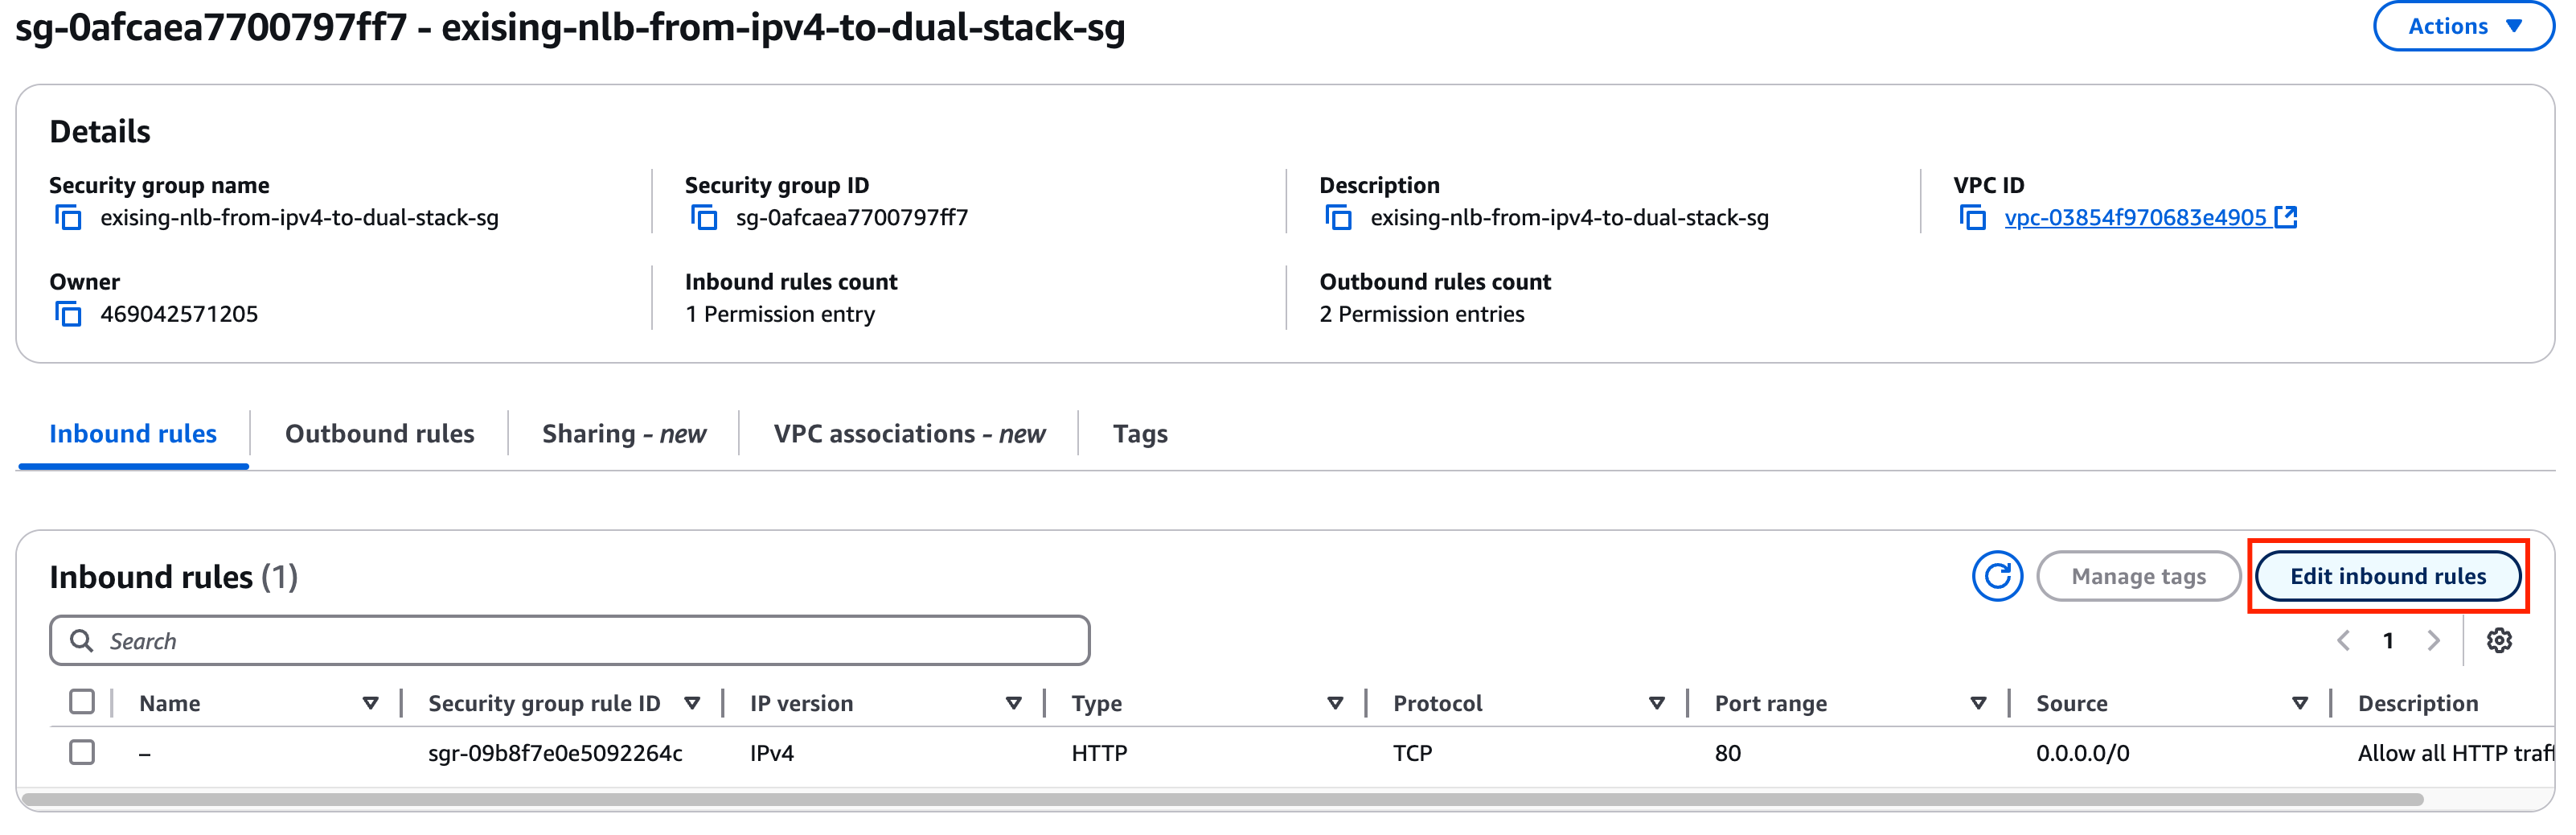 sg-0afcaea7700797ff7 - exising-nlb-from-ipv4-to-dual-stack-sg
Actions
Details
Security group name
exising-nlb-from-ipv4-to-dual-stack-sg
Security group ID
sg-0afcaea7700797ff7
Description
exising-nlb-from-ipv4-to-dual-stack-sg
VPC ID
vpc-03854f970683e4905
Owner
469042571205
Inbound rules count
1 Permission entry
Outbound rules count
2 Permission entries
Inbound rules Outbound rules Sharing - new VPC associations - new Tags
Inbound rules (1)
Manage tags
Edit inbound rules
Search
1
Name Security group rule ID IP version Type Protocol Port range Source Description
– sgr-09b8f7e0e5092264c IPv4 HTTP TCP 80 0.0.0.0/0 Allow all HTTP traf